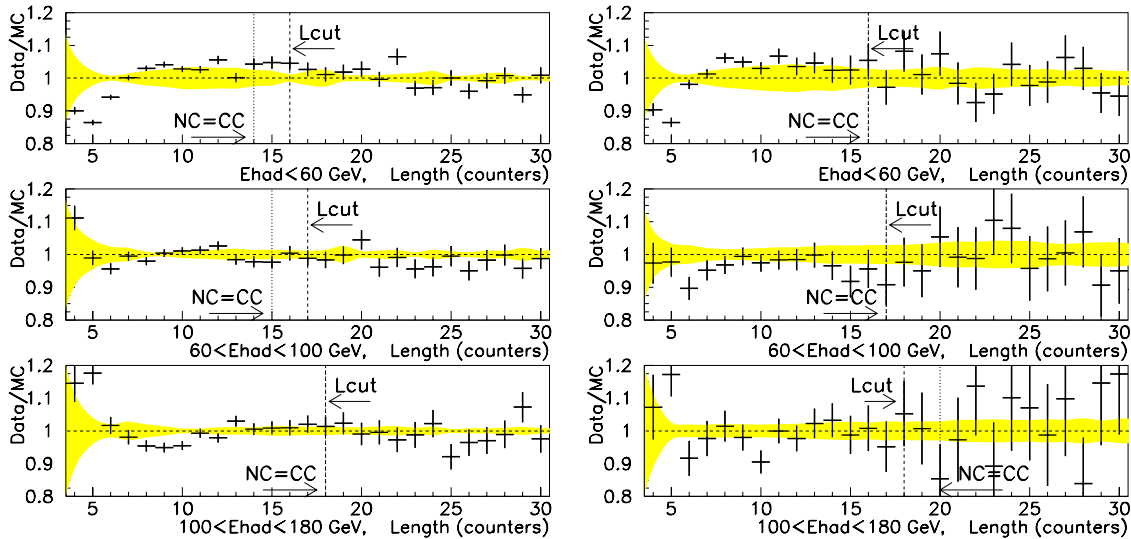 Data/MC
1.2
1.1
1
0.9
0.8
Lcut
NC=CC
5 10 15 20 25 30
Ehad<60 GeV, Length (counters)
Data/MC
1.2
1.1
1
0.9
0.8
Lcut
NC=CC
5 10 15 20 25 30
Ehad<60 GeV, Length (counters)
Data/MC
1.2
1.1
1
0.9
0.8
Lcut
NC=CC
5 10 15 20 25 30
60<Ehad<100 GeV, Length (counters)
Data/MC
1.2
1.1
1
0.9
0.8
Lcut
NC=CC
5 10 15 20 25 30
60<Ehad<100 GeV, Length (counters)
Data/MC
1.2
1.1
1
0.9
0.8
Lcut
NC=CC
5 10 15 20 25 30
100<Ehad<180 GeV, Length (counters)
Data/MC
1.2
1.1
1
0.9
0.8
Lcut
NC=CC
5 10 15 20 25 30
100<Ehad<180 GeV, Length (counters)